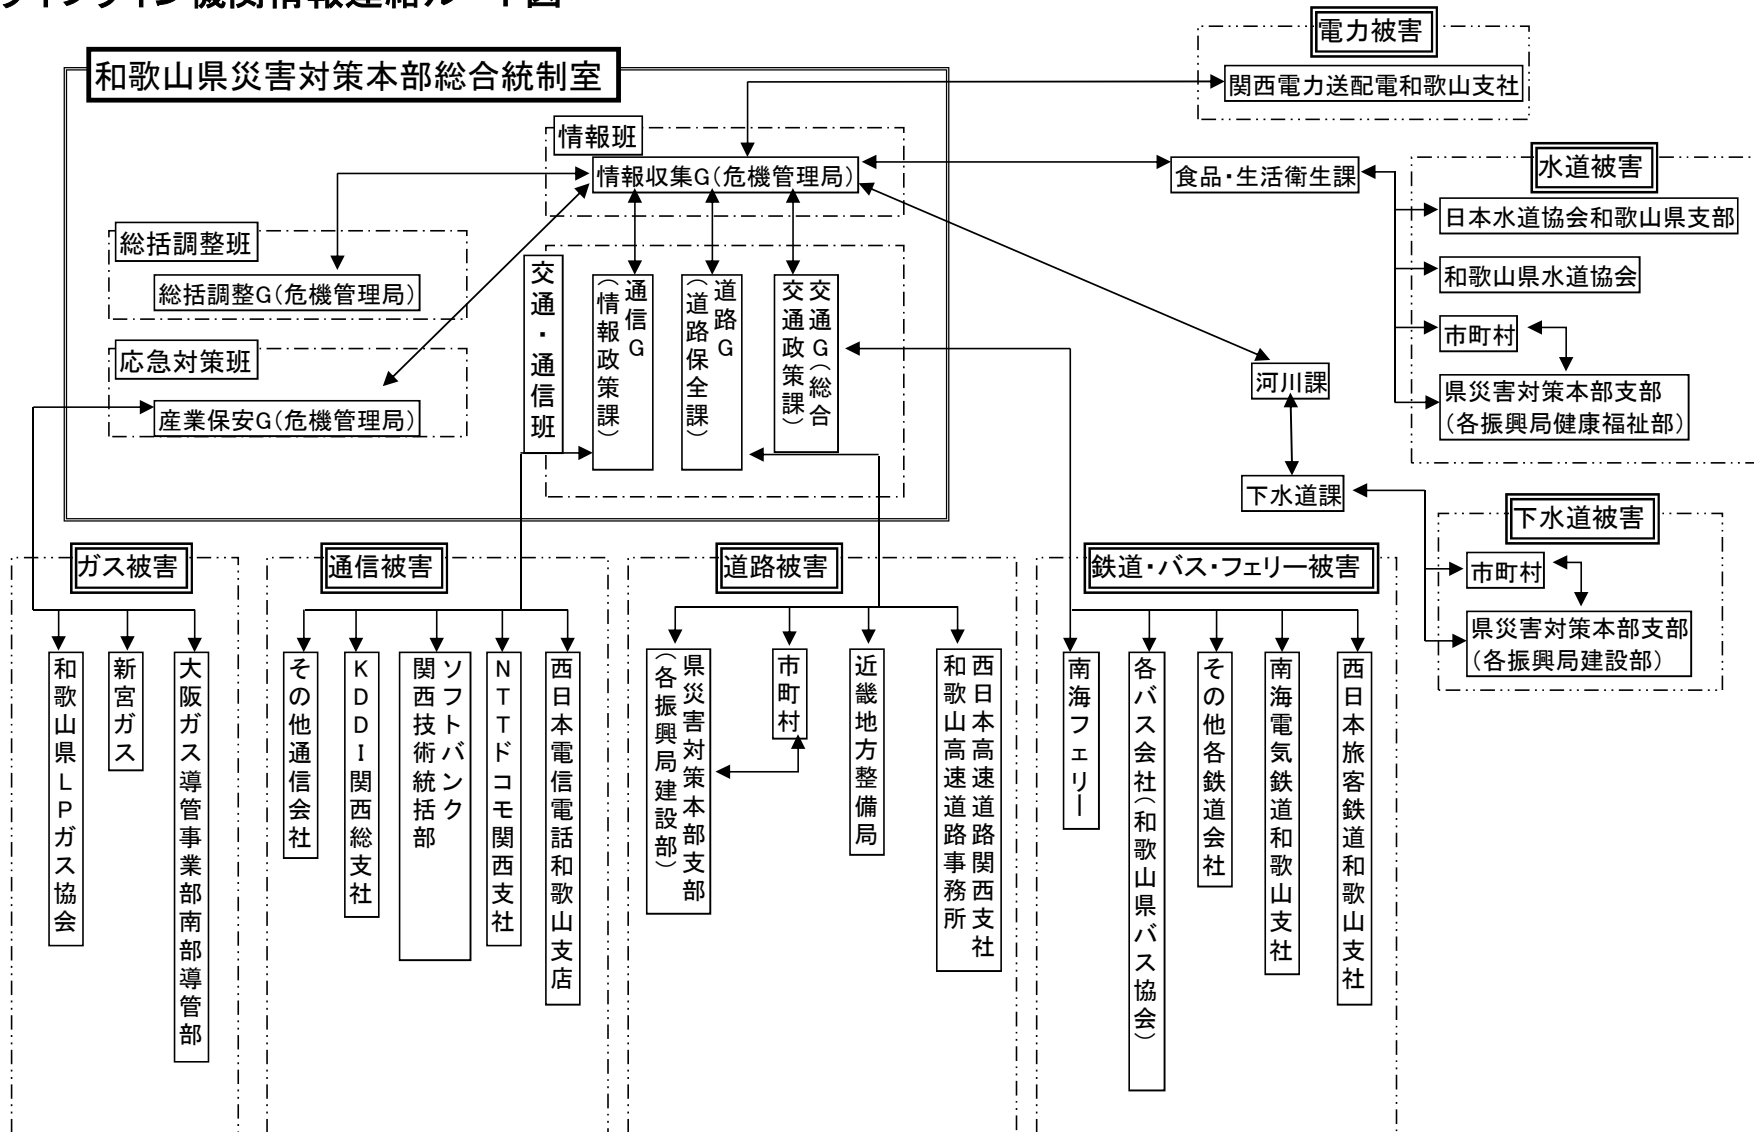 ライフライン機関情報連絡ルート図
和歌山県災害対策本部総合統制室
電力被害
関西電力送配電和歌山支社
情報班
情報収集G(危機管理局)
食品・生活衛生課
水道被害
日本水道協会和歌山県支部
和歌山県水道協会
市町村
県災害対策本部支部
(各振興局健康福祉部)
総括調整班
総括調整G(危機管理局)
応急対策班
産業保安G(危機管理局)
交通・通信班
通信G
(情報政策課)
道路G
(道路保全課)
交通G(総合
交通政策課)
河川課
下水道課
下水道被害
市町村
県災害対策本部支部
(各振興局建設部)
ガス被害
和歌山県LPガス協会
新宮ガス
大阪ガス導管事業部南部導管部
通信被害
その他通信会社
KDDI関西総支社
ソフトバンク
関西技術統括部
NTTドコモ関西支社
西日本電信電話和歌山支店
道路被害
県災害対策本部支部
(各振興局建設部)
市町村
近畿地方整備局
西日本高速道路関西支社
和歌山高速道路事務所
鉄道・バス・フェリー被害
南海フェリー
各バス会社(和歌山県バス協会)
その他各鉄道会社
南海電気鉄道和歌山支社
西日本旅客鉄道和歌山支社